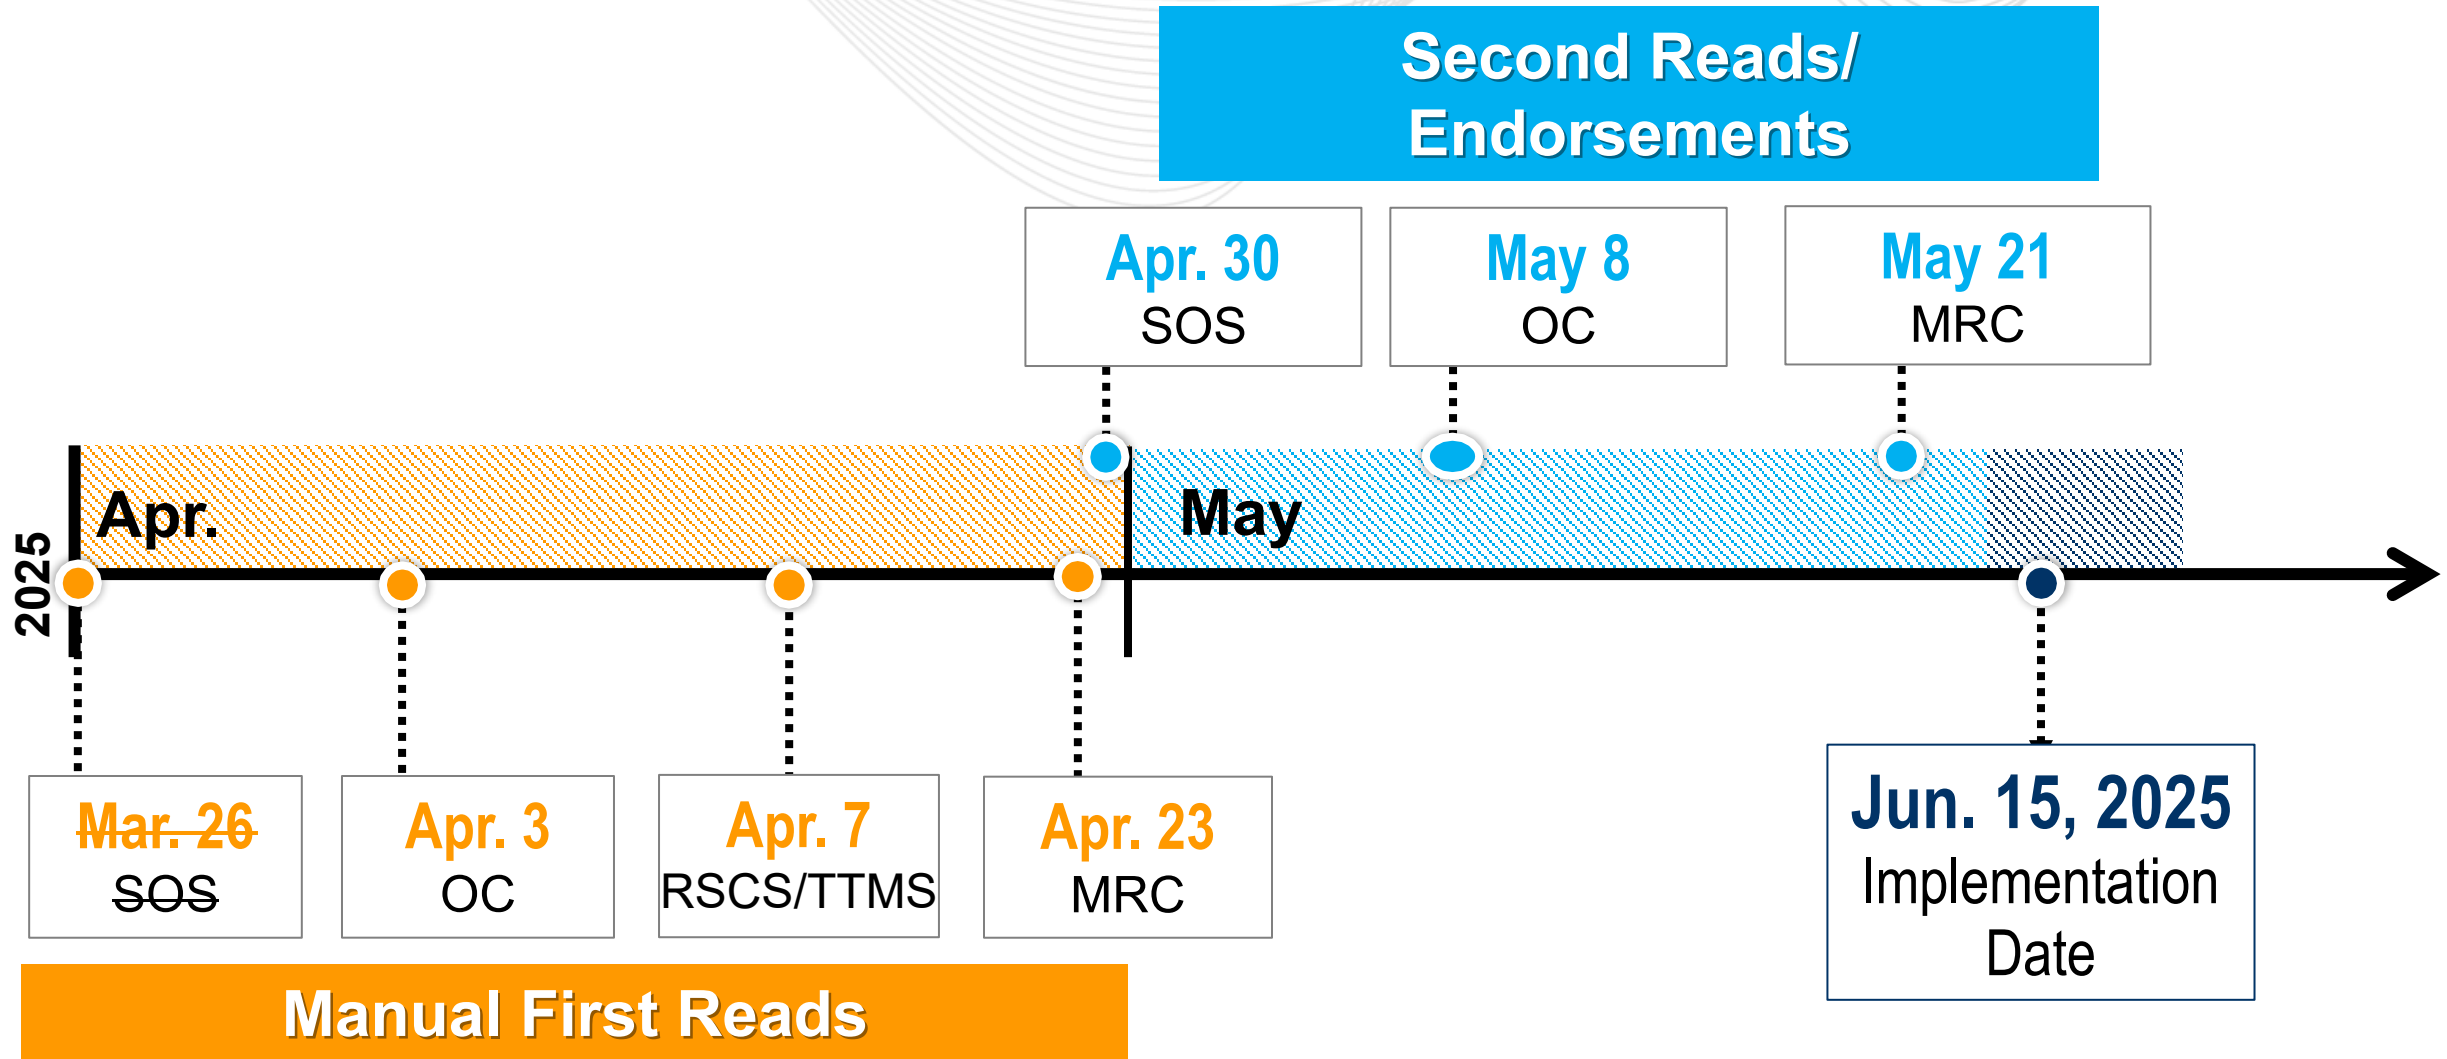 Second Reads/
Endorsements
Apr. 30
SOS
May 8
OC
May 21
MRC
2025
Apr.
May
Mar. 26
SOS
Apr. 3
OC
Apr. 7
RSCS/TTMS
Apr. 23
MRC
Jun. 15, 2025
Implementation
Date
Manual First Reads